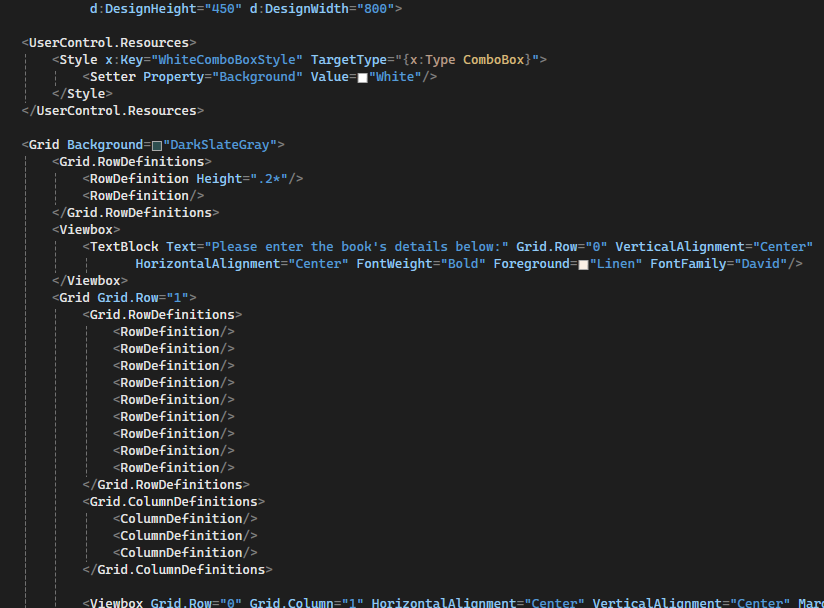 d:DesignHeight="450" d:DesignWidth="800">
<UserControl.Resources>
<Style x:Key="WhiteComboBoxStyle" TargetType="{x:Type ComboBox}">
<Setter Property="Background" Value="White"/>
</Style>
</UserControl.Resources>
<Grid Background="DarkSlateGray">
<Grid.RowDefinitions>
<RowDefinition Height=".2*"/>
<RowDefinition/>
</Grid.RowDefinitions>
<Viewbox>
<TextBlock Text="Please enter the book's details below:" Grid.Row="0" VerticalAlignment="Center"
HorizontalAlignment="Center" FontWeight="Bold" Foreground="Linen" FontFamily="David"/>
</Viewbox>
<Grid Grid.Row="1">
<Grid.RowDefinitions>
<RowDefinition/>
<RowDefinition/>
<RowDefinition/>
<RowDefinition/>
<RowDefinition/>
<RowDefinition/>
<RowDefinition/>
<RowDefinition/>
<RowDefinition/>
</Grid.RowDefinitions>
<Grid.ColumnDefinitions>
<ColumnDefinition/>
<ColumnDefinition/>
<ColumnDefinition/>
</Grid.ColumnDefinitions>
<Viewbox Grid.Row="0" Grid.Column="1" HorizontalAlignment="Center" VerticalAlignment="Center"